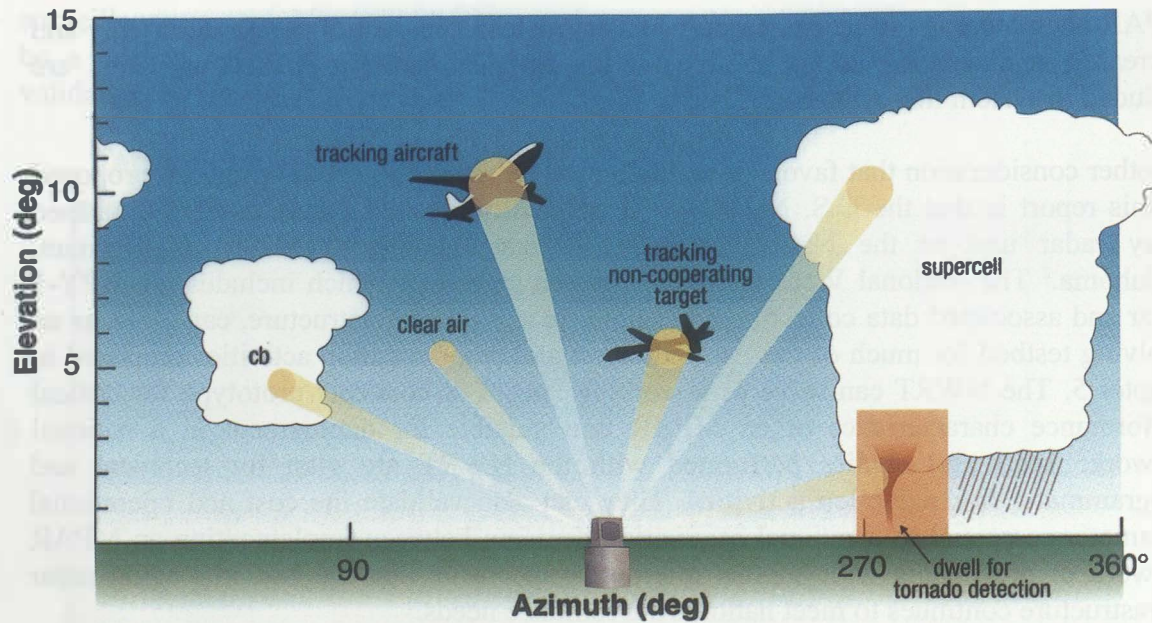 15
10
5
Elevation (deg)
tracking aircraft
tracking
non-cooperating
target
clear air
cb
supercell
90
270
360°
dwell for
tornado detection
Azimuth (deg)